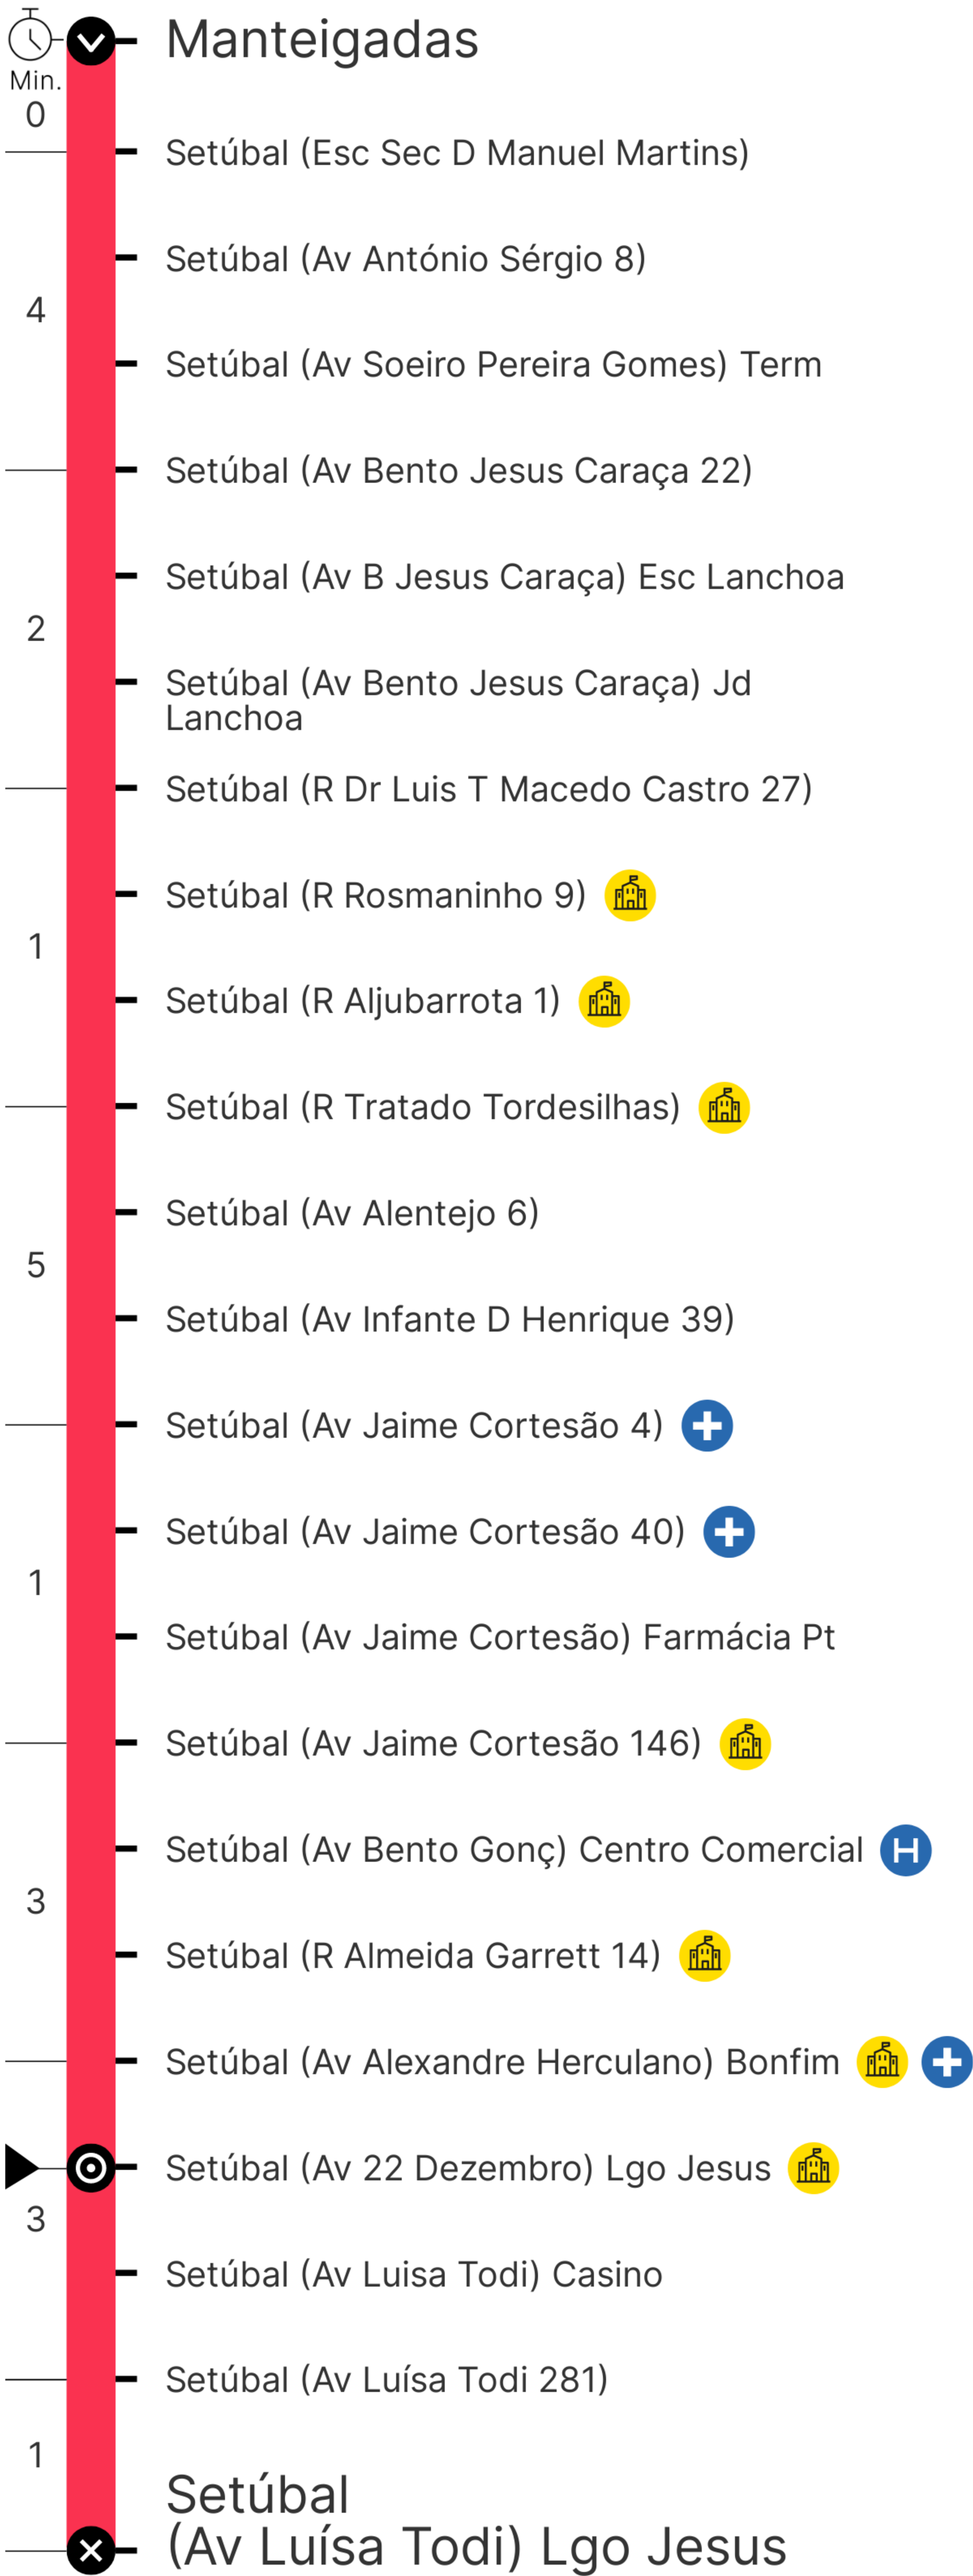 Manteigadas
Min.
0
Setúbal (Esc Sec D Manuel Martins)
Setúbal (Av António Sérgio 8)
4
Setúbal (Av Soeiro Pereira Gomes) Term
Setúbal (Av Bento Jesus Caraça 22)
Setúbal (Av B Jesus Caraça) Esc Lanchoa
2
Setúbal (Av Bento Jesus Caraça) Jd
Lanchoa
Setúbal (R Dr Luis T Macedo Castro 27)
Setúbal (R Rosmaninho 9)
1
Setúbal (R Aljubarrota 1)
Setúbal (R Tratado Tordesilhas)
Setúbal (Av Alentejo 6)
5
Setúbal (Av Infante D Henrique 39)
Setúbal (Av Jaime Cortesão 4)
Setúbal (Av Jaime Cortesão 40)
1
Setúbal (Av Jaime Cortesão) Farmácia Pt
Setúbal (Av Jaime Cortesão 146)
Setúbal (Av Bento Gonç) Centro Comercial H
3
Setúbal (R Almeida Garrett 14)
Setúbal (Av Alexandre Herculano) Bonfim
Setúbal (Av 22 Dezembro) Lgo Jesus
3
Setúbal (Av Luisa Todi) Casino
Setúbal (Av Luísa Todi 281)
1
Setúbal
(Av Luísa Todi) Lgo Jesus